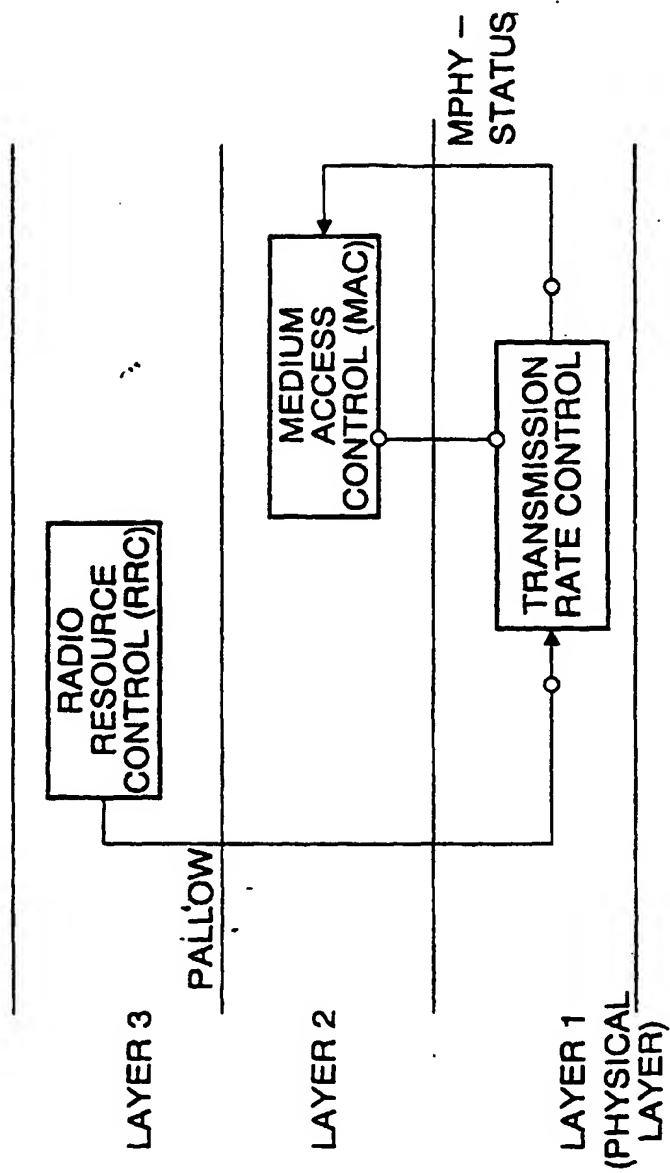 LAYER 3
RADIO
RESOURCE
CONTROL (RRC)
PALLOW
LAYER 2
MEDIUM
ACCESS
CONTROL (MAC)
MPHY –
STATUS
LAYER 1
(PHYSICAL
LAYER)
TRANSMISSION
RATE CONTROL